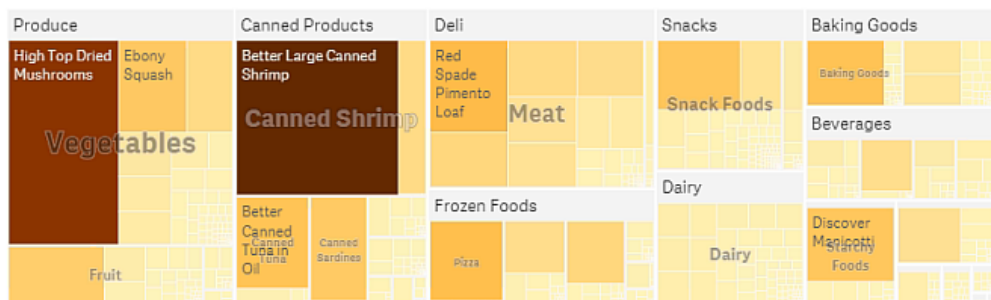 Produce
High Top Dried
Mushrooms
Ebony
Squash
Vegetables
Fruit
Canned Products
Better Large Canned
Shrimp
Canned Shrimp
Better
Canned
Tuna in
Oil
Canned
Tuna
Canned
Sardines
Deli
Red
Spade
Pimento
Loaf
Meat
Frozen Foods
Pizza
Snacks
Snack Foods
Dairy
Dairy
Baking Goods
Baking Goods
Beverages
Discover
Manicotti
Starchy
Foods